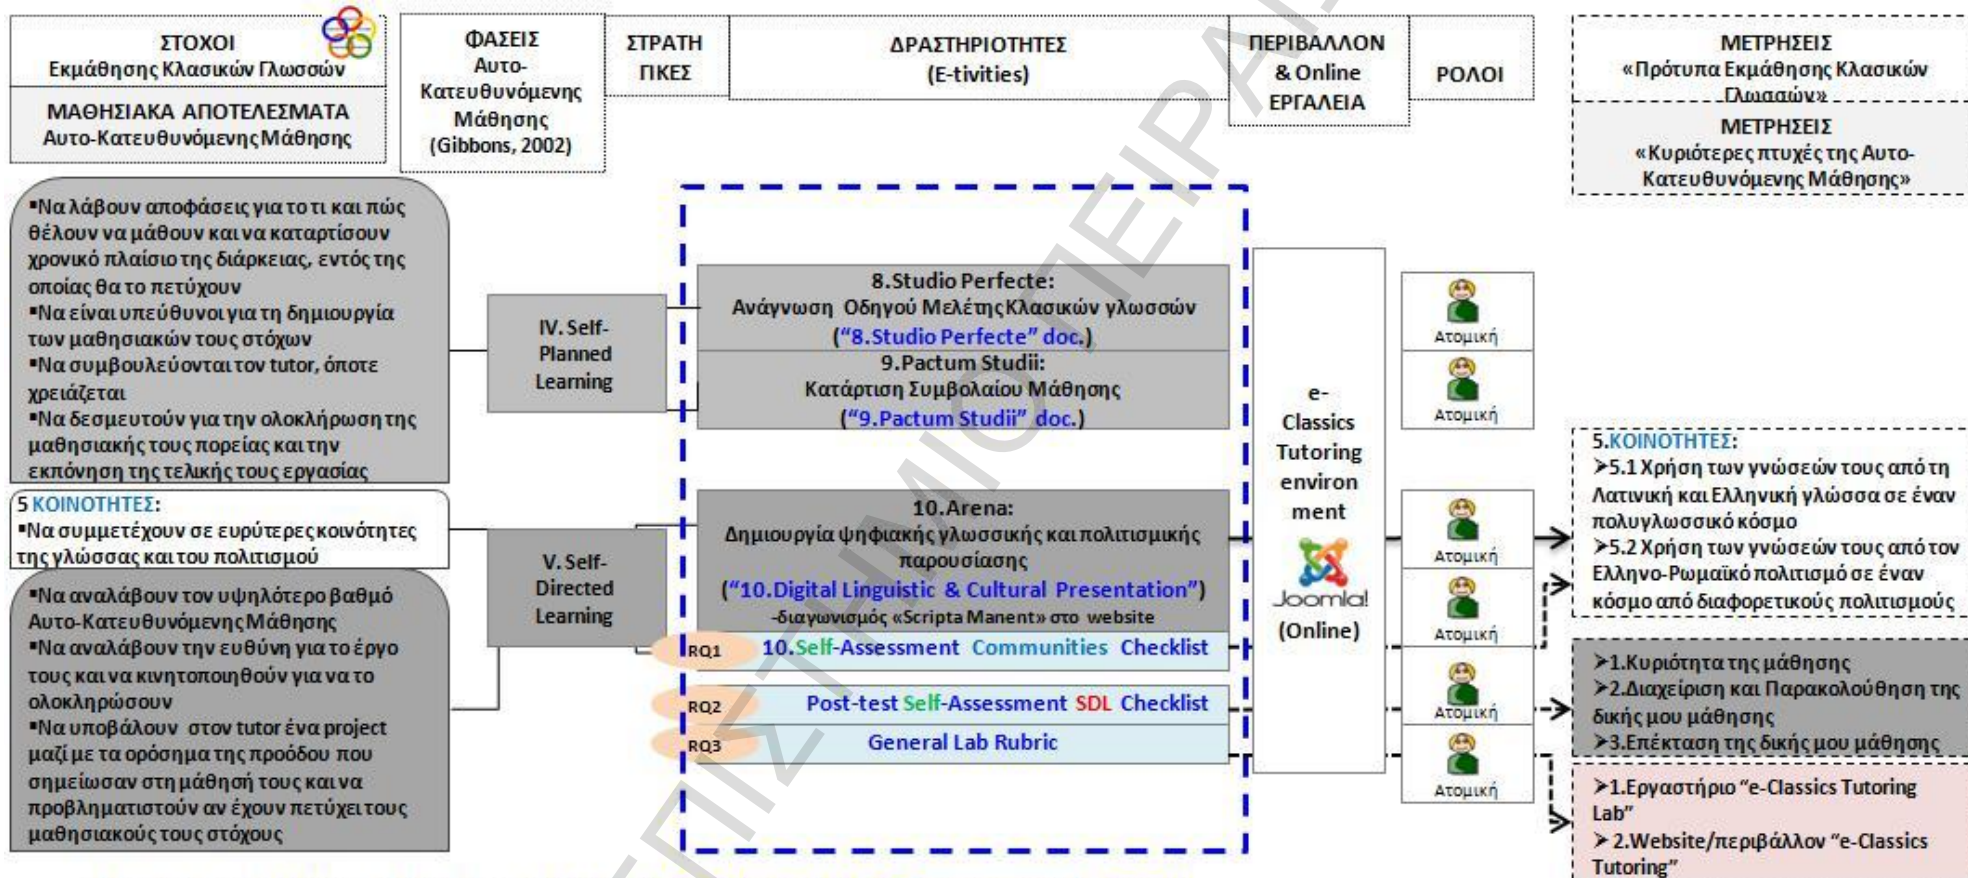 ΣΤΟΧΟΙ
Εκμάθησης Κλασικών Γλωσσών
ΜΑΘΗΣΙΑΚΑ ΑΠΟΤΕΛΕΣΜΑΤΑ
Αυτο-Κατευθυνόμενης Μάθησης
ΦΑΣΕΙΣ
Αυτο-
Κατευθυνόμενης
Μάθησης
(Gibbons, 2002)
ΣΤΡΑΤΗ
ΓΙΚΕΣ
ΔΡΑΣΤΗΡΙΟΤΗΤΕΣ
(E-tivities)
ΠΕΡΙΒΑΛΛΟΝ
& Online
ΕΡΓΑΛΕΙΑ
ΡΟΛΟΙ
ΜΕΤΡΗΣΕΙΣ
«Πρότυπα Εκμάθησης Κλασικών
Γλωσσών»
ΜΕΤΡΗΣΕΙΣ
«Κυριότερες πτυχές της Αυτο-
Κατευθυνόμενης Μάθησης»
▪Να λάβουν αποφάσεις για το τι και πώς
θέλουν να μάθουν και να καταρτίσουν
χρονικό πλαίσιο της διάρκειας, εντός της
οποίας θα το πετύχουν
▪Να είναι υπεύθυνοι για τη δημιουργία
των μαθησιακών τους στόχων
▪Να συμβουλεύονται τον tutor, όποτε
χρειάζεται
▪Να δεσμευτούν για την ολοκλήρωση της
μαθησιακής τους πορείας και την
εκπόνηση της τελικής τους εργασίας
5 ΚΟΙΝΟΤΗΤΕΣ:
▪Να συμμετέχουν σε ευρύτερες κοινότητες
της γλώσσας και του πολιτισμού
▪Να αναλάβουν τον υψηλότερο βαθμό
Αυτο-Κατευθυνόμενης Μάθησης
▪Να αναλάβουν την ευθύνη για το έργο
τους και να κινητοποιηθούν για να το
ολοκληρώσουν
▪Να υποβάλουν στον tutor ένα project
μαζί με τα ορόσημα της προόδου που
σημείωσαν στη μάθησή τους και να
προβληματιστούν αν έχουν πετύχει τους
μαθησιακούς τους στόχους
IV. Self-
Planned
Learning
V. Self-
Directed
Learning
8.Studio Perfecte:
Ανάγνωση Οδηγού Μελέτης Κλασικών γλωσσών
(“8.Studio Perfecte” doc.)
9.Pactum Studii:
Κατάρτιση Συμβολαίου Μάθησης
(“9.Pactum Studii” doc.)
10.Arena:
Δημιουργία ψηφιακής γλωσσικής και πολιτισμικής
παρουσίασης
(“10.Digital Linguistic & Cultural Presentation”)
-διαγωνισμός «Scripta Manent» στο website
RQ1 10.Self-Assessment Communities Checklist
RQ2 Post-test Self-Assessment SDL Checklist
RQ3 General Lab Rubric
e-
Classics
Tutoring
environ
ment
Joomla!
(Online)
Ατομική
Ατομική
Ατομική
Ατομική
Ατομική
Ατομική
5.ΚΟΙΝΟΤΗΤΕΣ:
➢5.1 Χρήση των γνώσεών τους από τη
Λατινική και Ελληνική γλώσσα σε έναν
πολυγλωσσικό κόσμο
➢5.2 Χρήση των γνώσεών τους από τον
Ελληνο-Ρωμαϊκό πολιτισμό σε έναν
κόσμο από διαφορετικούς πολιτισμούς
➢1.Κυριότητα της μάθησης
➢2.Διαχείριση και Παρακολούθηση της
δικής μου μάθησης
➢3.Επέκταση της δικής μου μάθησης
➢1.Εργαστήριο “e-Classics Tutoring
Lab”
➢ 2.Website/περιβάλλον “e-Classics
Tutoring”